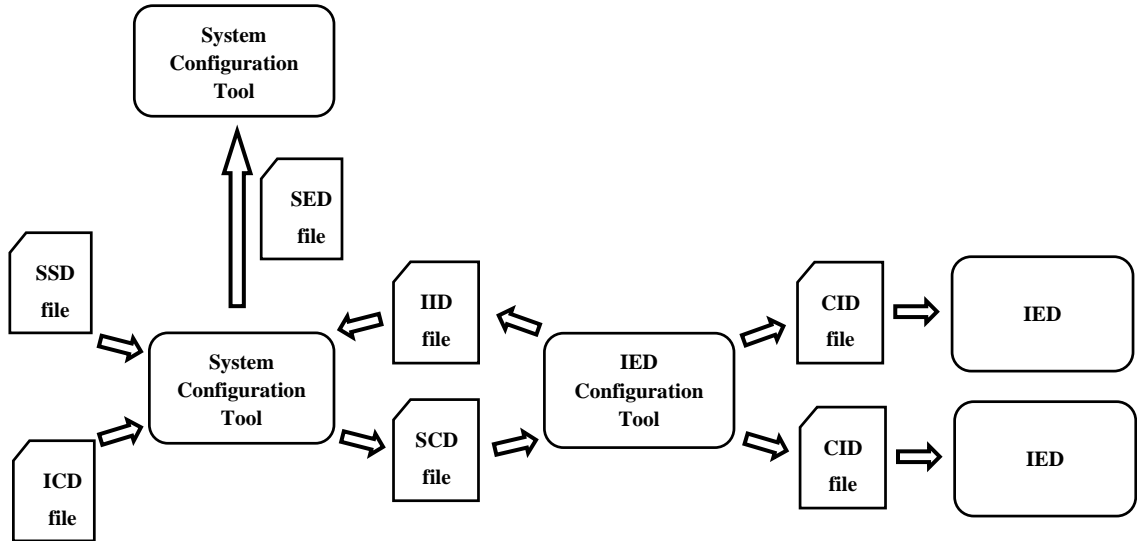 System
Configuration
Tool
SED
file
SSD
file
IID
file
CID
file
IED
System
Configuration
Tool
IED
Configuration
Tool
ICD
file
SCD
file
CID
file
IED